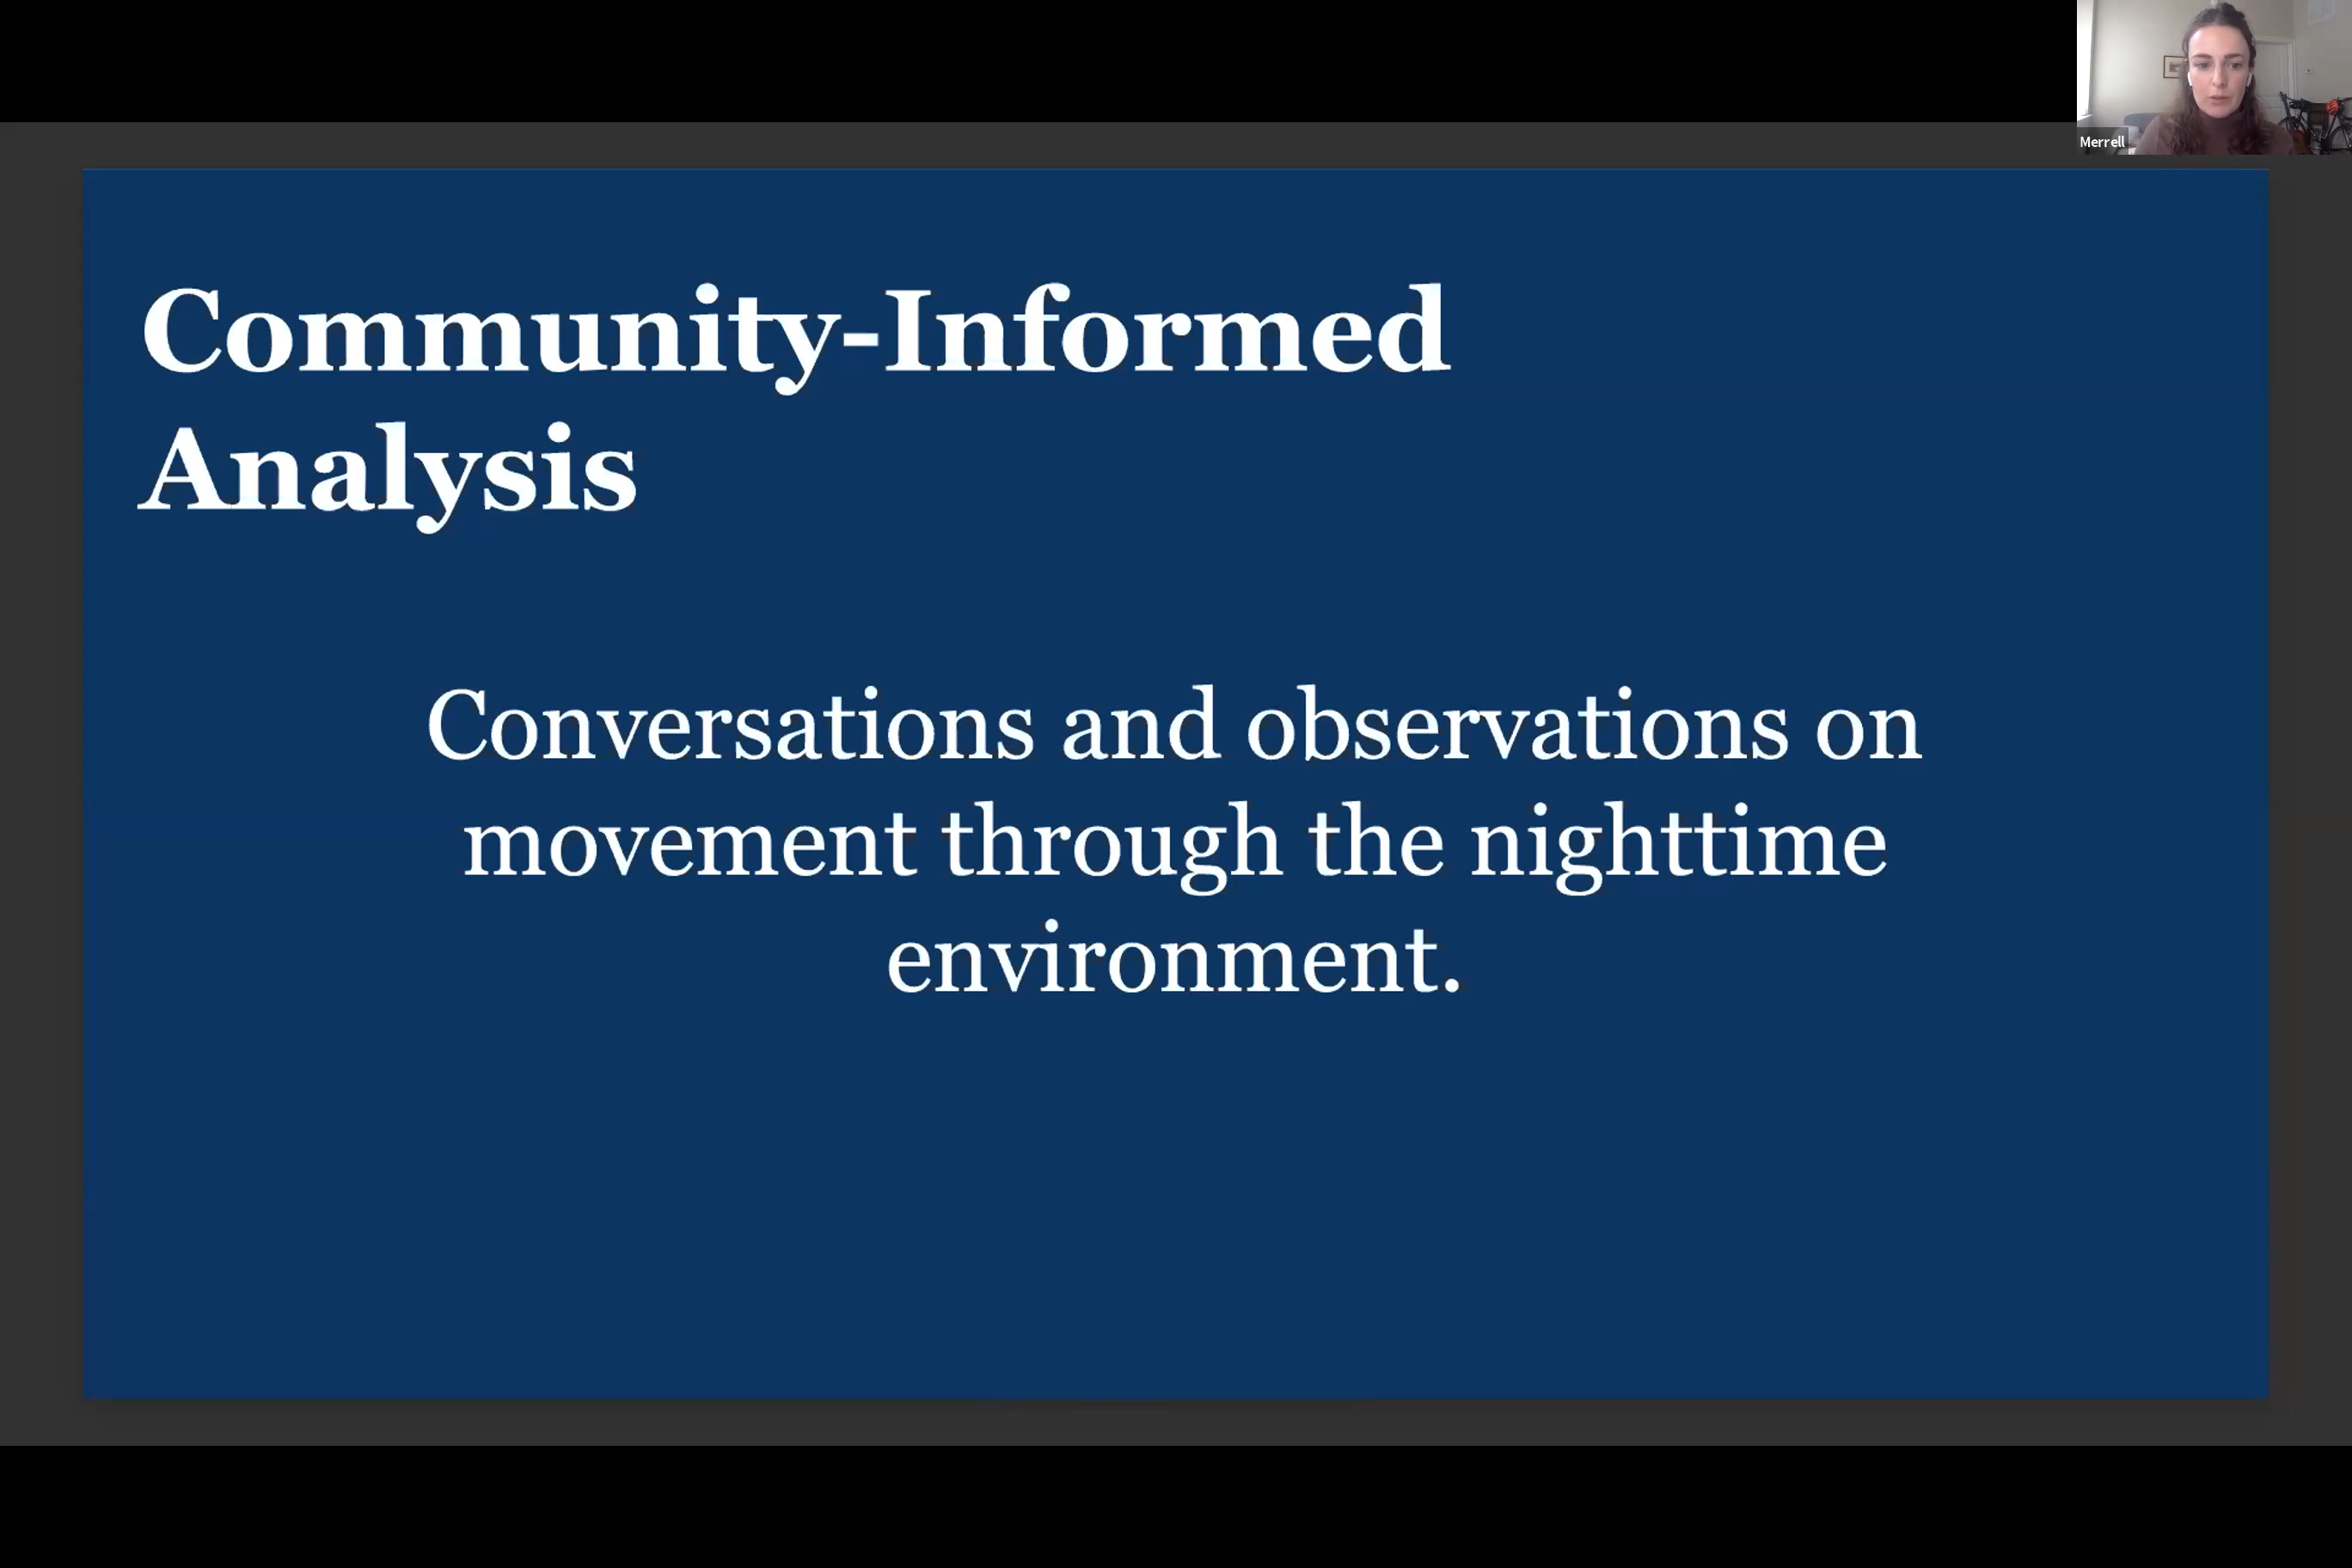 Merrell
Community-Informed
Analysis
Conversations and observations on
movement through the nighttime
environment.